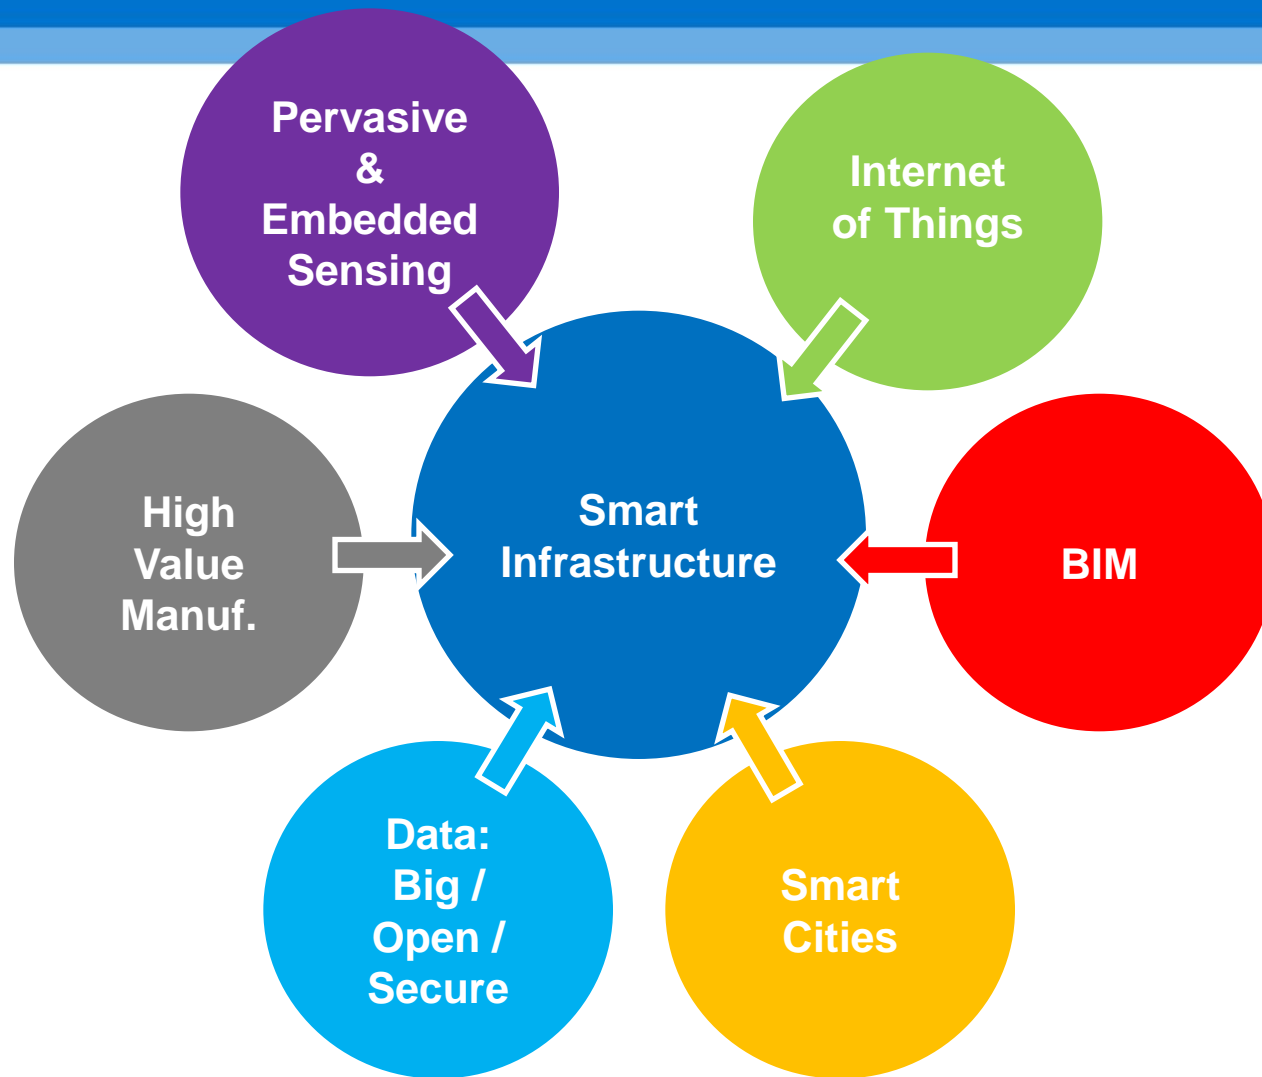 Pervasive
&
Embedded
Sensing
Internet
of Things
High
Value
Manuf.
Smart
Infrastructure
BIM
Data:
Big /
Open /
Secure
Smart
Cities